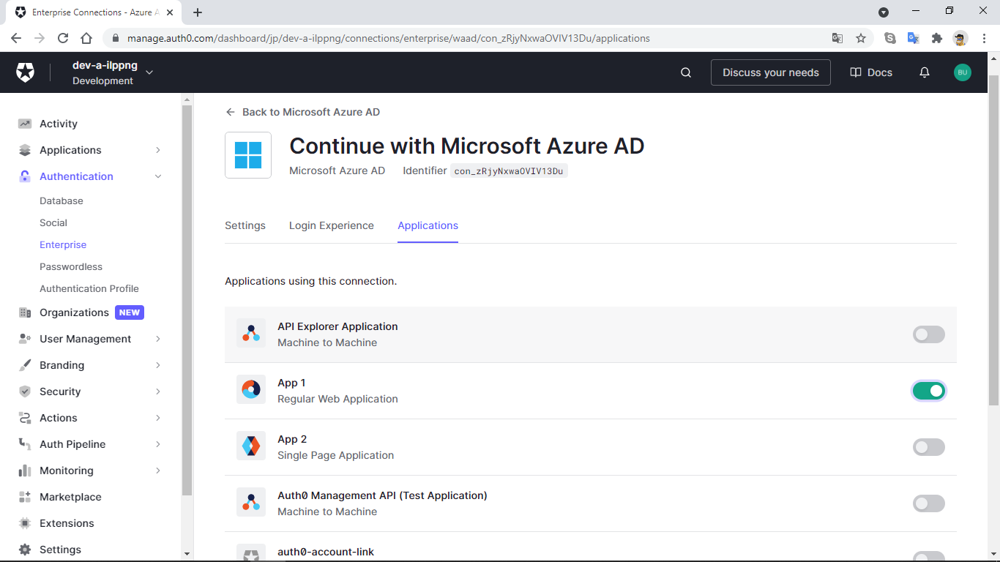 Enterprise Connections - Azure A
manage.auth0.com/dashboard/jp/dev-a-ilppng/connections/enterprise/waad/con_zRjyNxwaOVIV13Du/applications
dev-a-ilppng
Development
Discuss your needs
Docs
BU
Activity
Applications
Authentication
Database
Social
Enterprise
Passwordless
Authentication Profile
Organizations NEW
User Management
Branding
Security
Actions
Auth Pipeline
Monitoring
Marketplace
Extensions
Settings
Back to Microsoft Azure AD
Continue with Microsoft Azure AD
Microsoft Azure AD Identifier con_zRjyNxwaOVIV13Du
Settings Login Experience Applications
Applications using this connection.
API Explorer Application
Machine to Machine
App 1
Regular Web Application
App 2
Single Page Application
Auth0 Management API (Test Application)
Machine to Machine
auth0-account-link